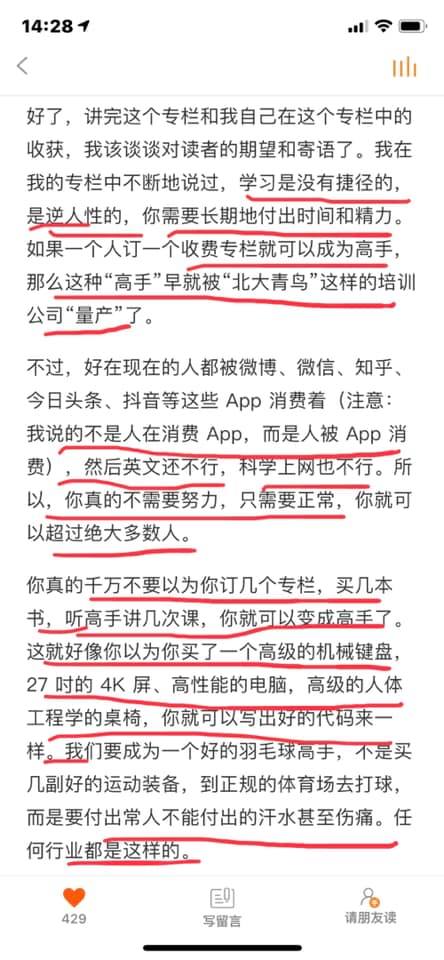 14:28
好了，讲完这个专栏和我自己在这个专栏中的
收获，我该谈谈对读者的期望和寄语了。我在
我的专栏中不断地说过，学习是没有捷径的，
是逆人性的，你需要长期地付出时间和精力。
如果一个人订一个收费专栏就可以成为高手，
那么这种“高手”早就被“北大青鸟”这样的培训
公司“量产”了。
不过，好在现在的人都被微博、微信、知乎、
今日头条、抖音等这些 App 消费着（注意：
我说的不是人在消费 App，而是人被 App 消
费），然后英文还不行，科学上网也不行。所
以，你真的不需要努力，只需要正常，你就可
以超过绝大多数人。
你真的千万不要以为你订几个专栏，买几本
书，听高手讲几次课，你就可以变成高手了。
这就好像你以为你买了一个高级的机械键盘，
27 吋的 4K 屏、高性能的电脑，高级的人体
工程学的桌椅，你就可以写出好的代码来一
样。我们要成为一个好的羽毛球高手，不是买
几副好的运动装备，到正规的体育场去打球，
而是要付出常人不能付出的汗水甚至伤痛。任
何行业都是这样的。
429
写留言
请朋友读